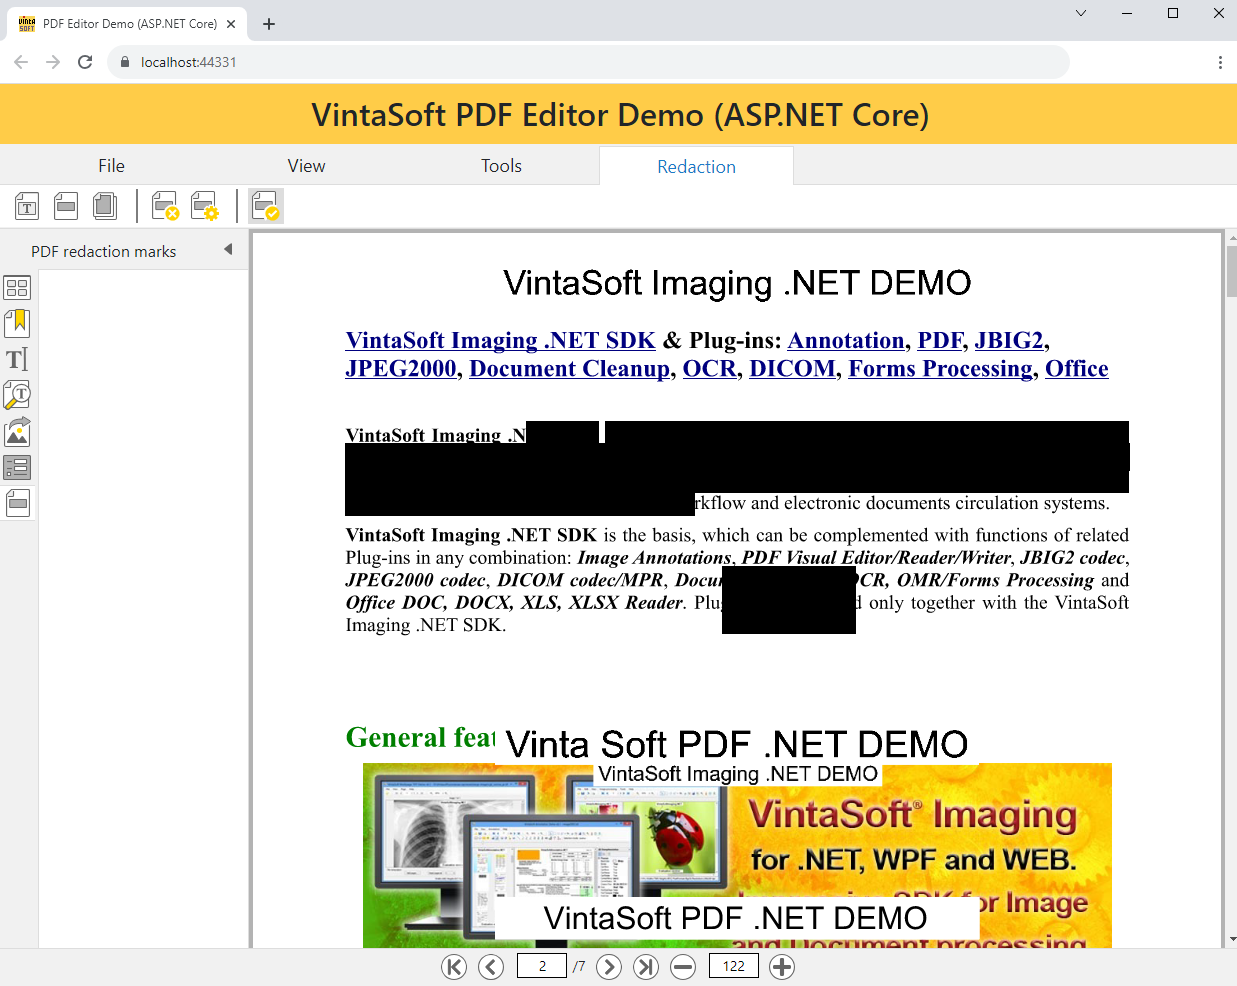 VINTA SOFT PDF Editor Demo (ASP.NET Core)
localhost:44331
VintaSoft PDF Editor Demo (ASP.NET Core)
File View Tools Redaction
PDF redaction marks
VintaSoft Imaging .NET DEMO
VintaSoft Imaging .NET SDK & Plug-ins: Annotation, PDF, JBIG2,
JPEG2000, Document Cleanup, OCR, DICOM, Forms Processing, Office
VintaSoft Imaging .N
rkflow and electronic documents circulation systems.
VintaSoft Imaging .NET SDK is the basis, which can be complemented with functions of related
Plug-ins in any combination: Image Annotations, PDF Visual Editor/Reader/Writer, JBIG2 codec,
JPEG2000 codec, DICOM codec/MPR, Docu CR, OMR/Forms Processing and
Office DOC, DOCX, XLS, XLSX Reader. Plu d only together with the VintaSoft
Imaging .NET SDK.
General feat
Vinta Soft PDF .NET DEMO
VintaSoft Imaging .NET DEMO
VintaSoft® Imaging
for .NET, WPF and WEB.
for Image
VintaSoft PDF .NET DEMO
and Document processing
2 /7 122